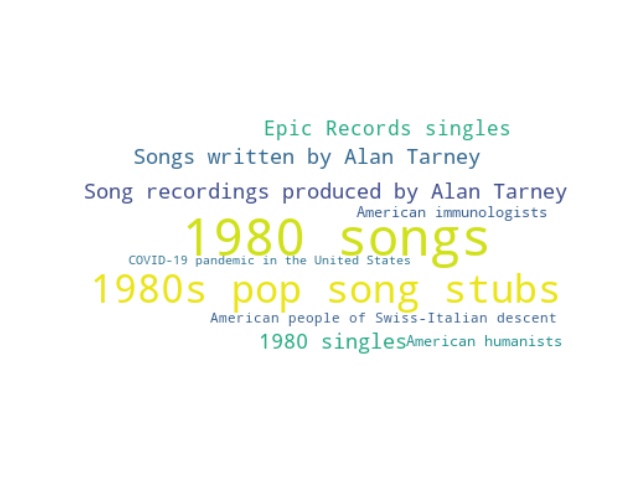 Epic Records singles
Songs written by Alan Tarney
Song recordings produced by Alan Tarney
American immunologists
1980 songs
COVID-19 pandemic in the United States
1980s pop song stubs
American people of Swiss-Italian descent
1980 singles
American humanists